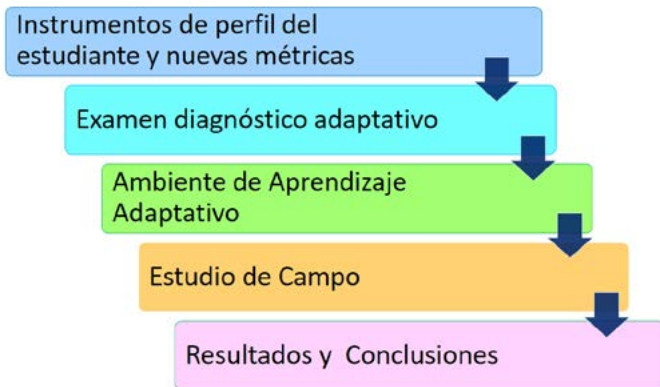 Instrumentos de perfil del
estudiante y nuevas métricas
Examen diagnóstico adaptativo
Ambiente de Aprendizaje
Adaptativo
Estudio de Campo
Resultados y Conclusiones